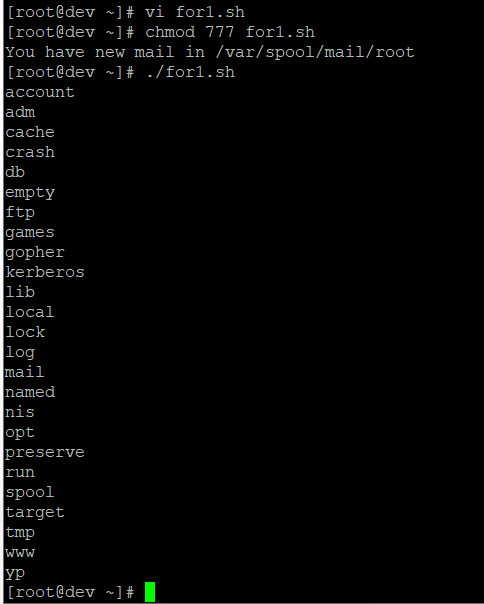 [root@dev ~]# vi for1.sh
[root@dev ~]# chmod 777 for1.sh
You have new mail in /var/spool/mail/root
[root@dev ~]# ./for1.sh
account
adm
cache
crash
db
empty
ftp
games
gopher
kerberos
lib
local
lock
log
mail
named
nis
opt
preserve
run
spool
target
tmp
www
yp
[root@dev ~]#